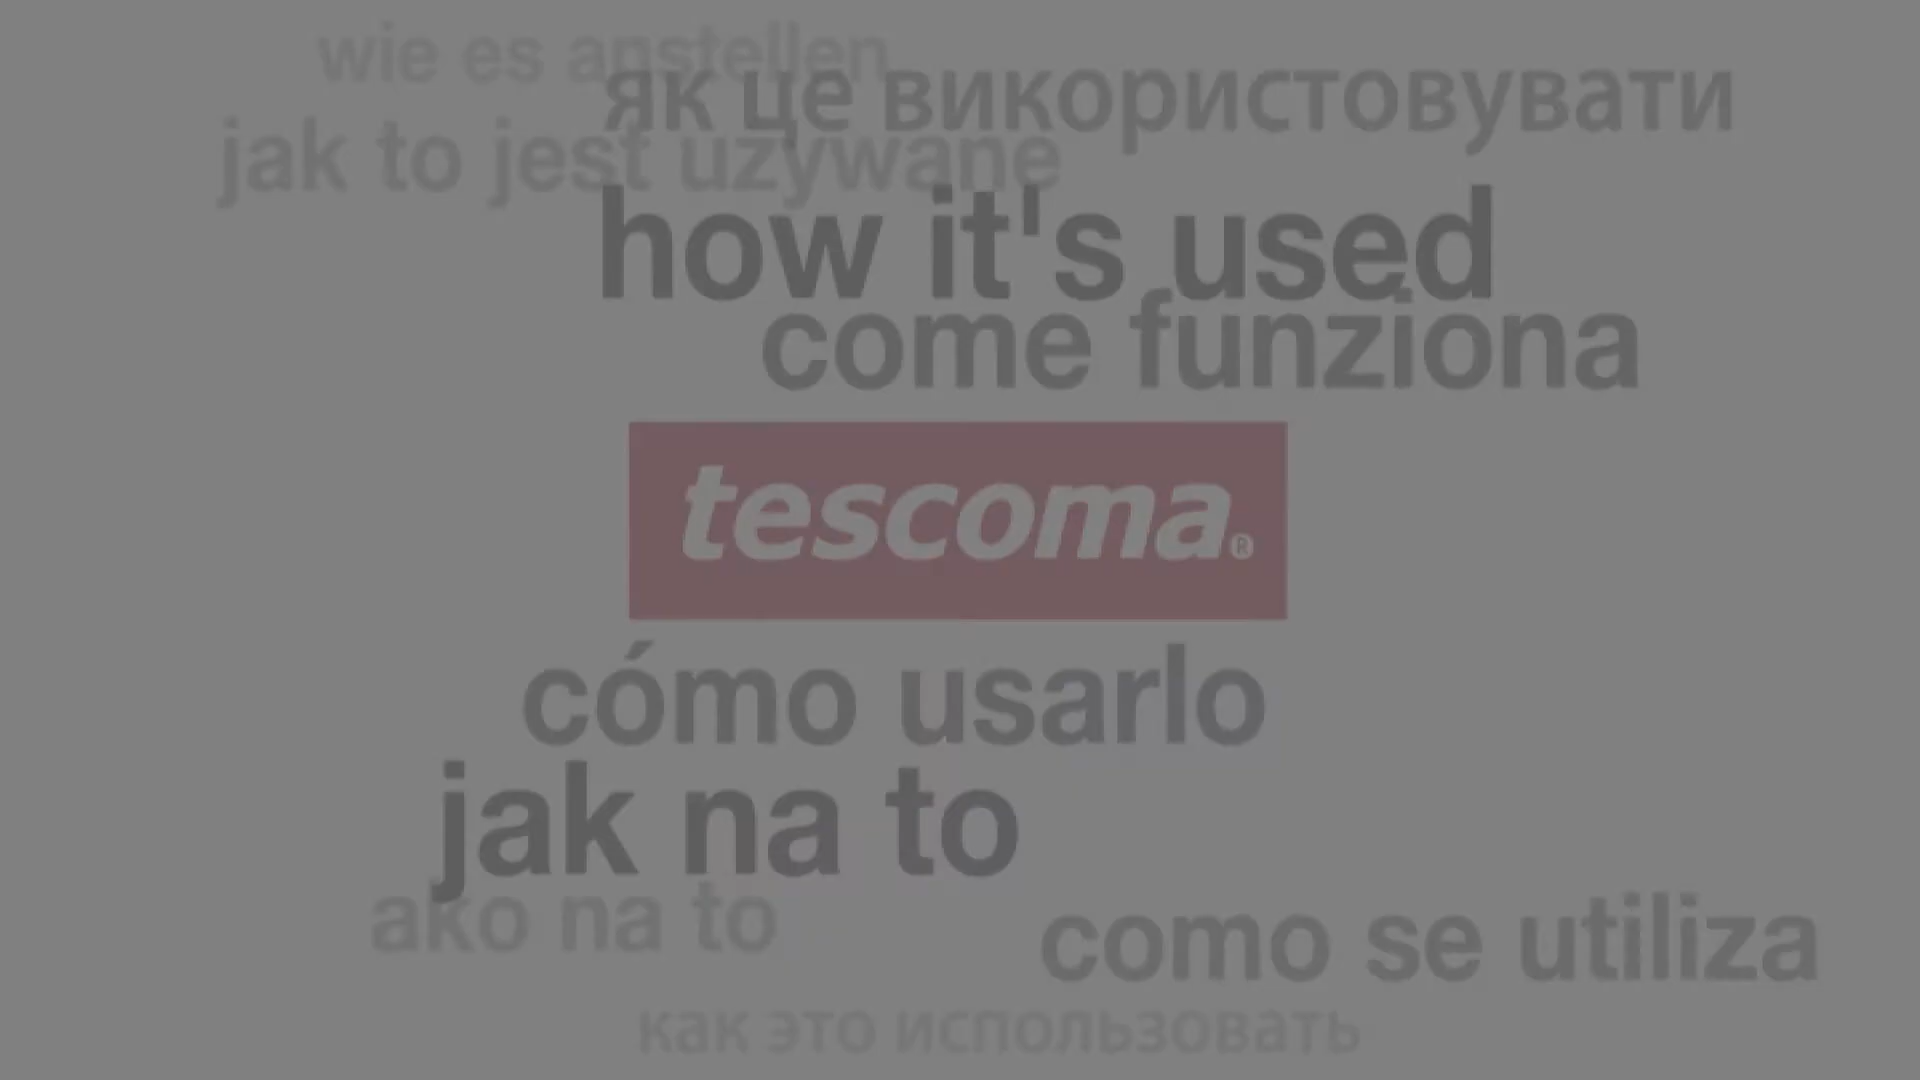 wie es anstellen
як це використовувати
jak to jest uzywane
how it's used
come funziona
tescoma®
cómo usarlo
jak na to
ako na to
como se utiliza
как это использовать